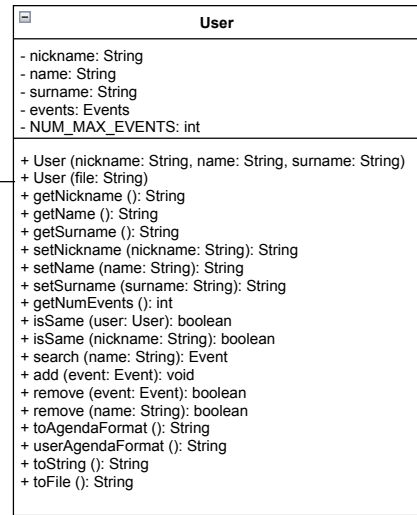 User
- nickname: String
- name: String
- surname: String
- events: Events
- NUM_MAX_EVENTS: int
+ User (nickname: String, name: String, surname: String)
+ User (file: String)
+ getNickname (): String
+ getName (): String
+ getSurname (): String
+ setNickname (nickname: String): String
+ setName (name: String): String
+ setSurname (surname: String): String
+ getNumEvents (): int
+ isSame (user: User): boolean
+ isSame (nickname: String): boolean
+ search (name: String): Event
+ add (event: Event): void
+ remove (event: Event): boolean
+ remove (name: String): boolean
+ toAgendaFormat (): String
+ userAgendaFormat (): String
+ toString (): String
+ toFile (): String